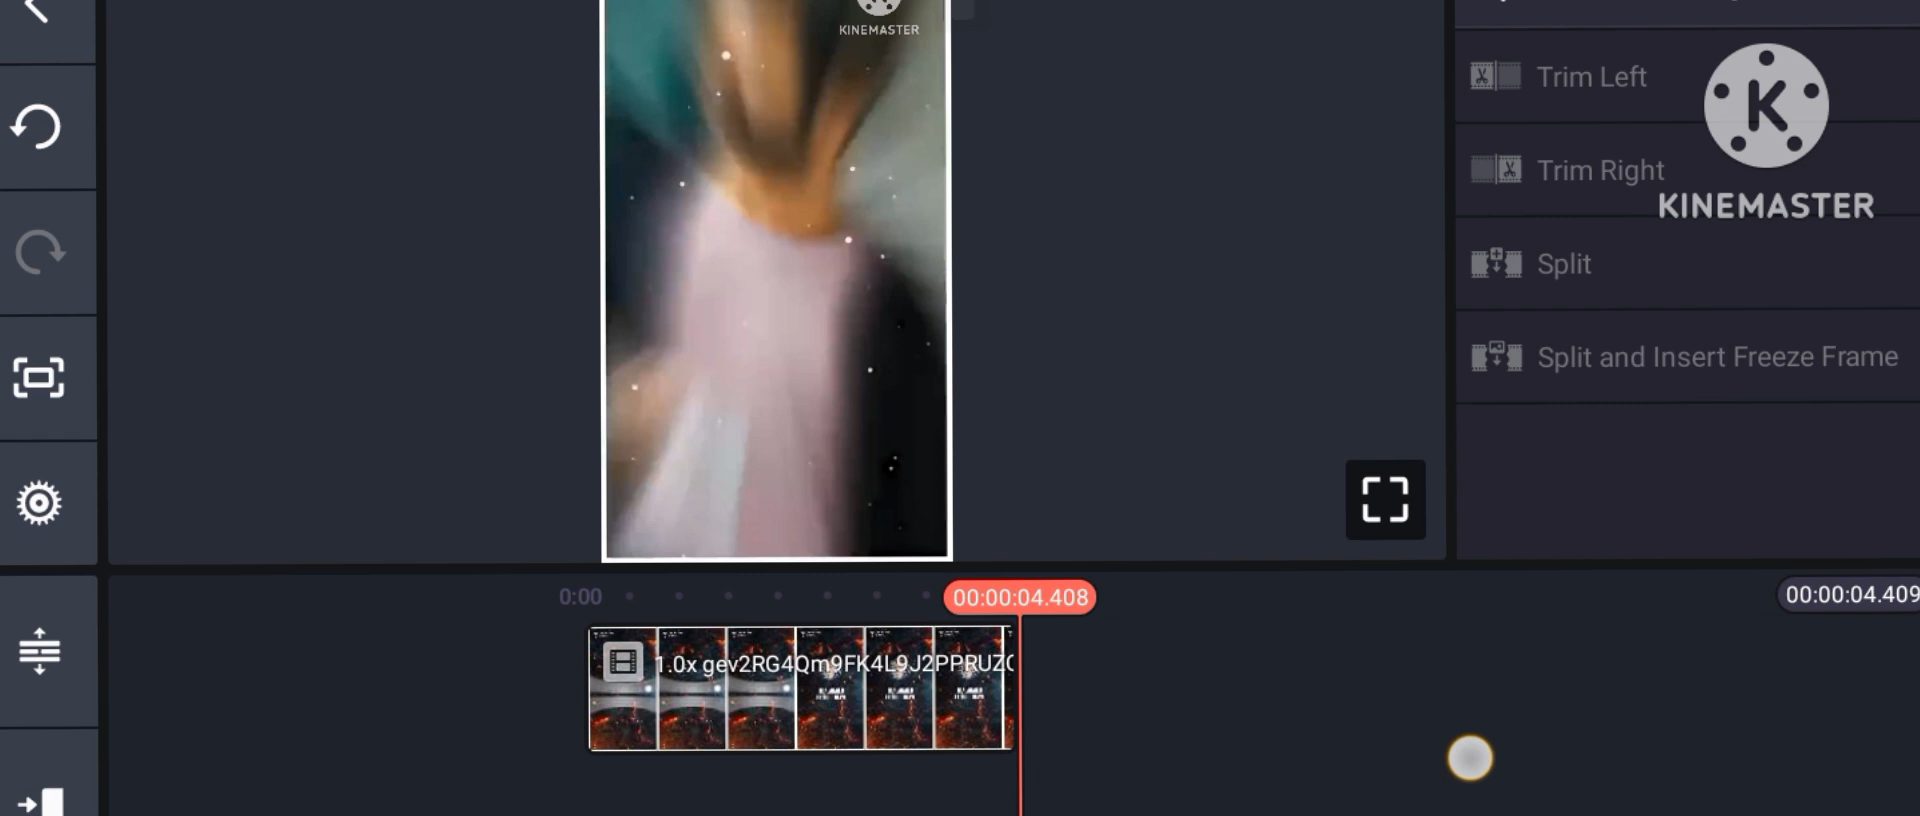 KINEMASTER
Trim Left
Trim Right
KINEMASTER
Split
Split and Insert Freeze Frame
0:00
00:00:04.408
00:00:04.409
1.0x gev2RG4Qm9FK4L9J2PPRUZ